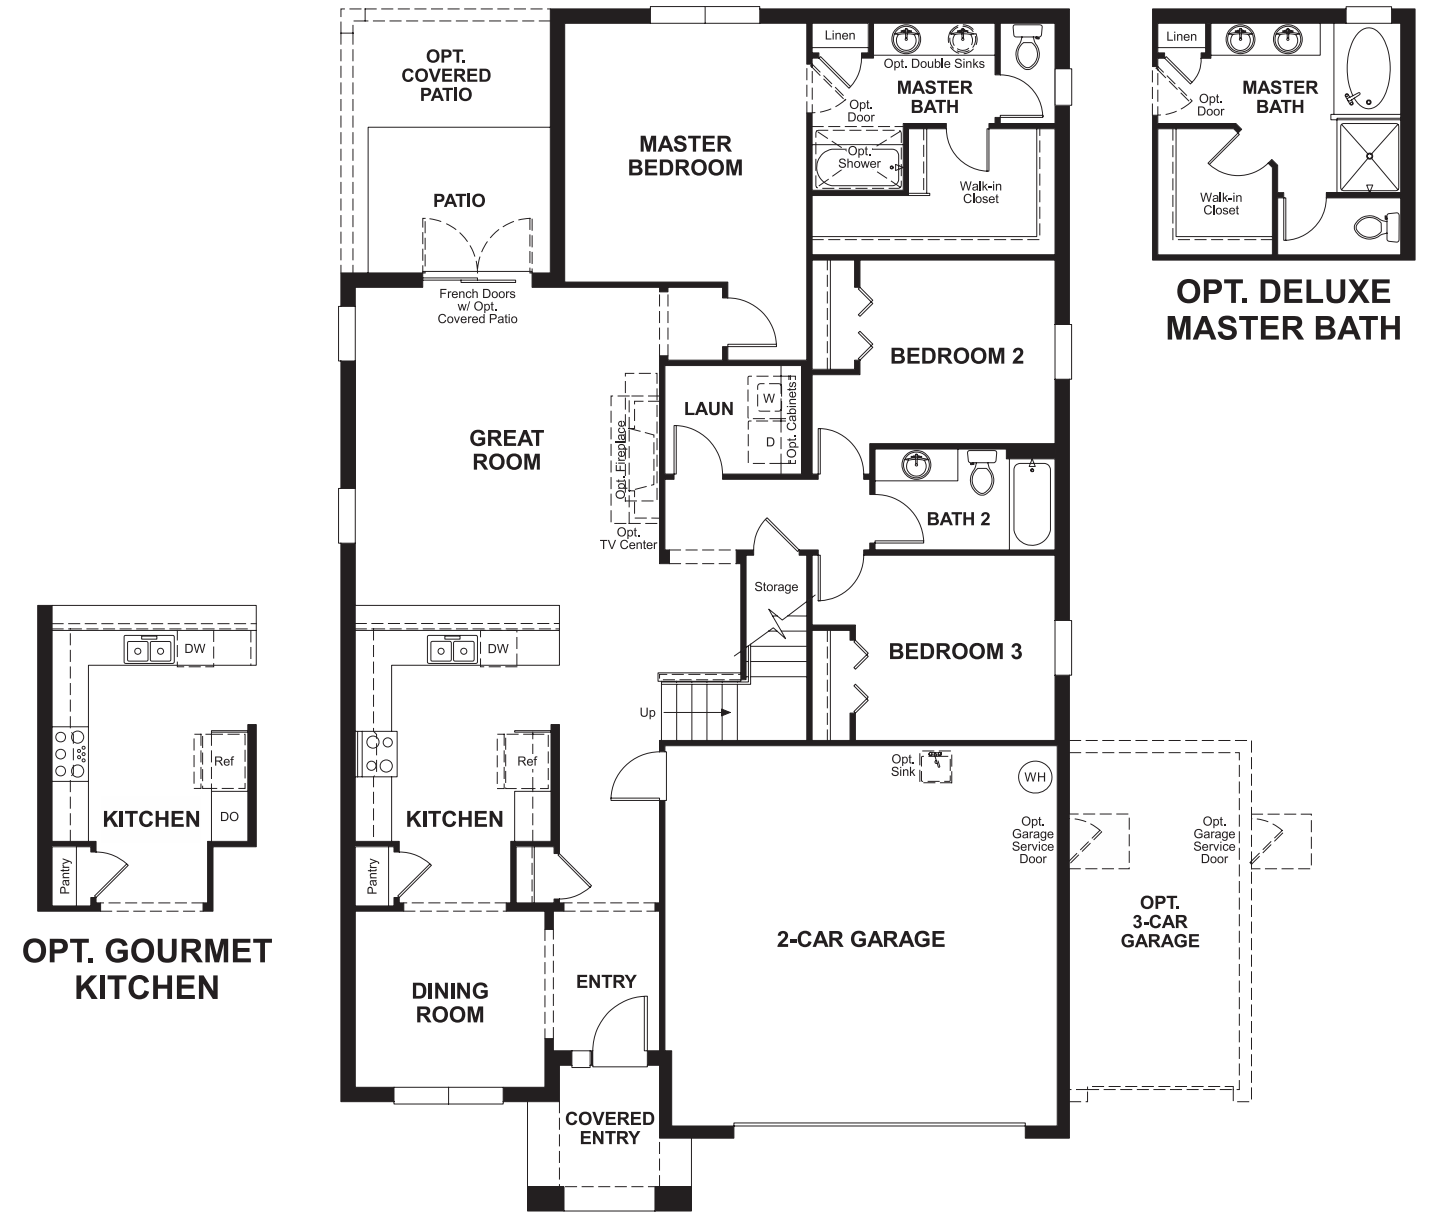 OPT.
COVERED
PATIO
PATIO
French Doors
w/ Opt.
Covered Patio
MASTER
BEDROOM
Linen
Opt. Double Sinks
MASTER
BATH
Opt.
Door
Opt.
Shower
Walk-in
Closet
Linen
MASTER
BATH
Opt.
Door
Walk-in
Closet
OPT. DELUXE
MASTER BATH
BEDROOM 2
LAUN
W
D
Opt. Cabinets
GREAT
ROOM
Opt. Fireplace
Opt.
TV Center
BATH 2
Storage
BEDROOM 3
Up
DW
Ref
KITCHEN
DO
Pantry
OPT. GOURMET
KITCHEN
DW
Ref
KITCHEN
Pantry
Opt.
Sink
WH
Opt.
Garage
Service
Door
Opt.
Garage
Service
Door
OPT.
3-CAR
GARAGE
2-CAR GARAGE
DINING
ROOM
ENTRY
COVERED
ENTRY